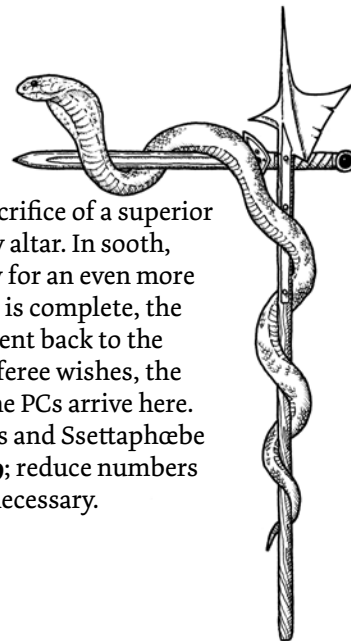 crifice of a superior
y altar. In sooth,
y for an even more
is complete, the
ent back to the
feree wishes, the
he PCs arrive here.
s and Ssettaphœbe
; reduce numbers
necessary.